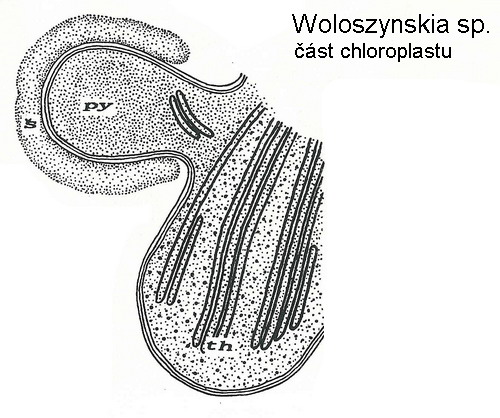 Woloszynskia sp.
část chloroplastu
py
s
th